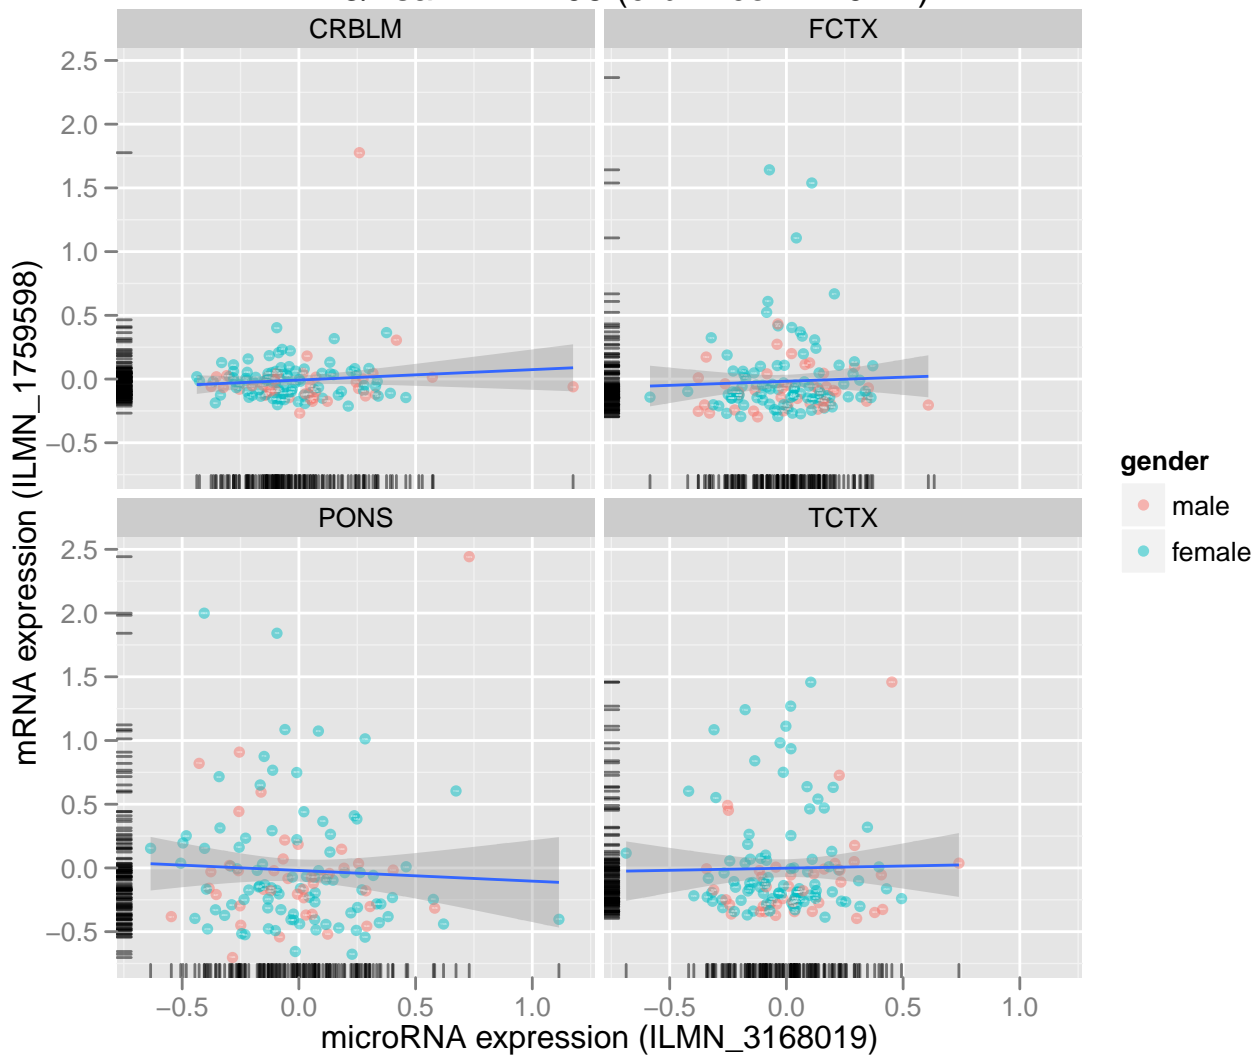 CRBLM FCTX
2.5
2.0
1.5
1.0
0.5
0.0
−0.5
PONS TCTX
2.5
2.0
1.5
1.0
0.5
0.0
−0.5
−0.5 0.0 0.5 1.0 −0.5 0.0 0.5 1.0
microRNA expression (ILMN_3168019)
mRNA expression (ILMN_1759598)
gender
male
female